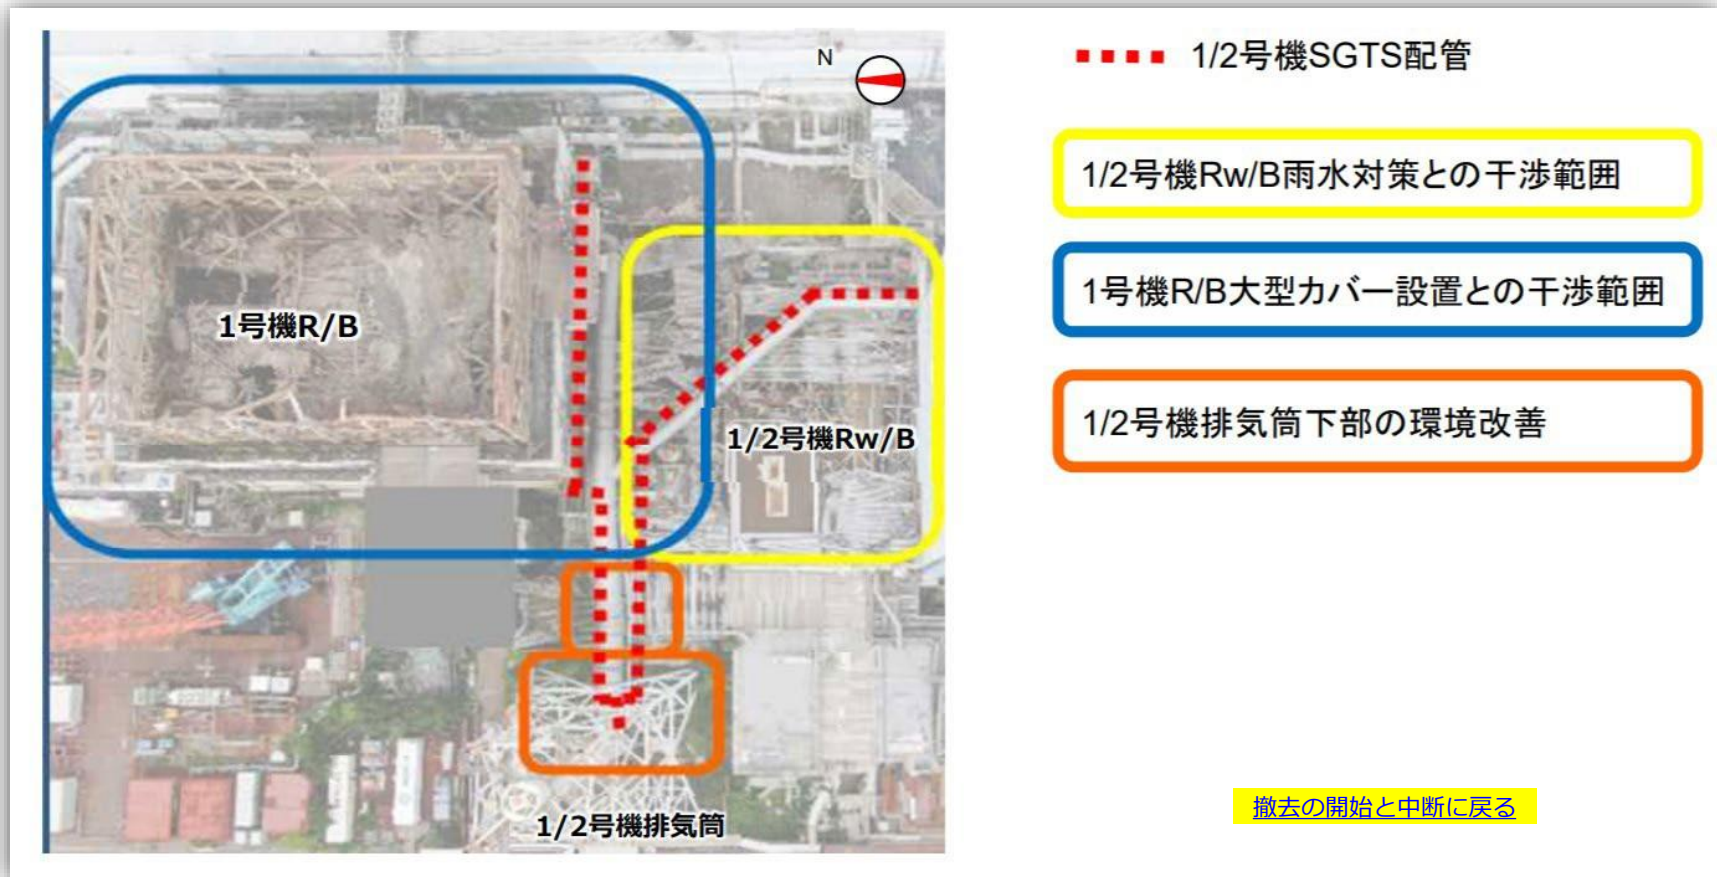 N
1号機R/B
1/2号機Rw/B
1/2号機排気筒
1/2号機SGTS配管
1/2号機Rw/B雨水対策との干渉範囲
1号機R/B大型カバー設置との干渉範囲
1/2号機排気筒下部の環境改善
撤去の開始と中断に戻る